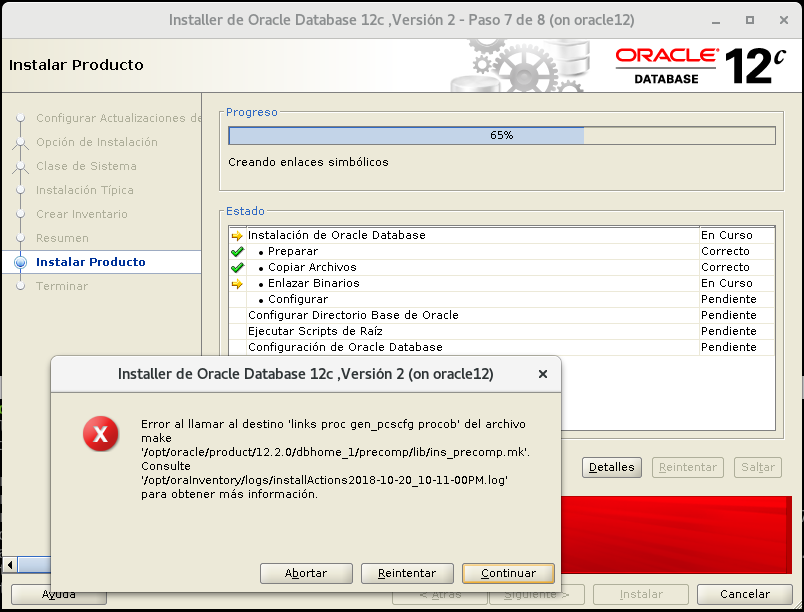 Installer de Oracle Database 12c ,Versión 2 - Paso 7 de 8 (on oracle12)
Instalar Producto
ORACLE®
DATABASE
12c
Configurar Actualizaciones de
Opción de Instalación
Clase de Sistema
Instalación Típica
Crear Inventario
Resumen
Instalar Producto
Terminar
Progreso
65%
Creando enlaces simbólicos
Estado
Instalación de Oracle Database En Curso
• Preparar Correcto
• Copiar Archivos Correcto
• Enlazar Binarios En Curso
• Configurar Pendiente
Configurar Directorio Base de Oracle Pendiente
Ejecutar Scripts de Raíz Pendiente
Configuración de Oracle Database Pendiente
Detalles Reintentar Saltar
Installer de Oracle Database 12c ,Versión 2 (on oracle12)
Error al llamar al destino 'links proc gen_pcscfg procob' del archivo
make
'/opt/oracle/product/12.2.0/dbhome_1/precomp/lib/ins_precomp.mk'.
Consulte
'/opt/oraInventory/logs/installActions2018-10-20_10-11-00PM.log'
para obtener más información.
Abortar Reintentar Continuar
Ayuda < Atrás Siguiente > Instalar Cancelar